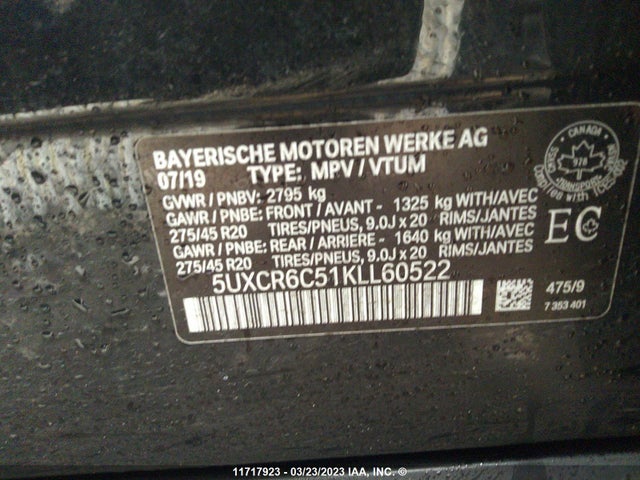 BAYERISCHE MOTOREN WERKE AG
07/19 TYPE: MPV / VTUM
GVWR / PNBV: 2795 kg
GAWR / PNBE: FRONT / AVANT - 1325 kg WITH/AVEC
275/45 R20 TIRES/PNEUS, 9.0J x 20 RIMS/JANTES
GAWR / PNBE: REAR / ARRIERE - 1640 kg WITH/AVEC
275/45 R20 TIRES/PNEUS, 9.0J x 20 RIMS/JANTES
5UXCR6C51KLL60522
CANADA
978
TRANSPORT
EC
475/9
7 353 401
11717923 - 03/23/2023 IAA, INC. ®